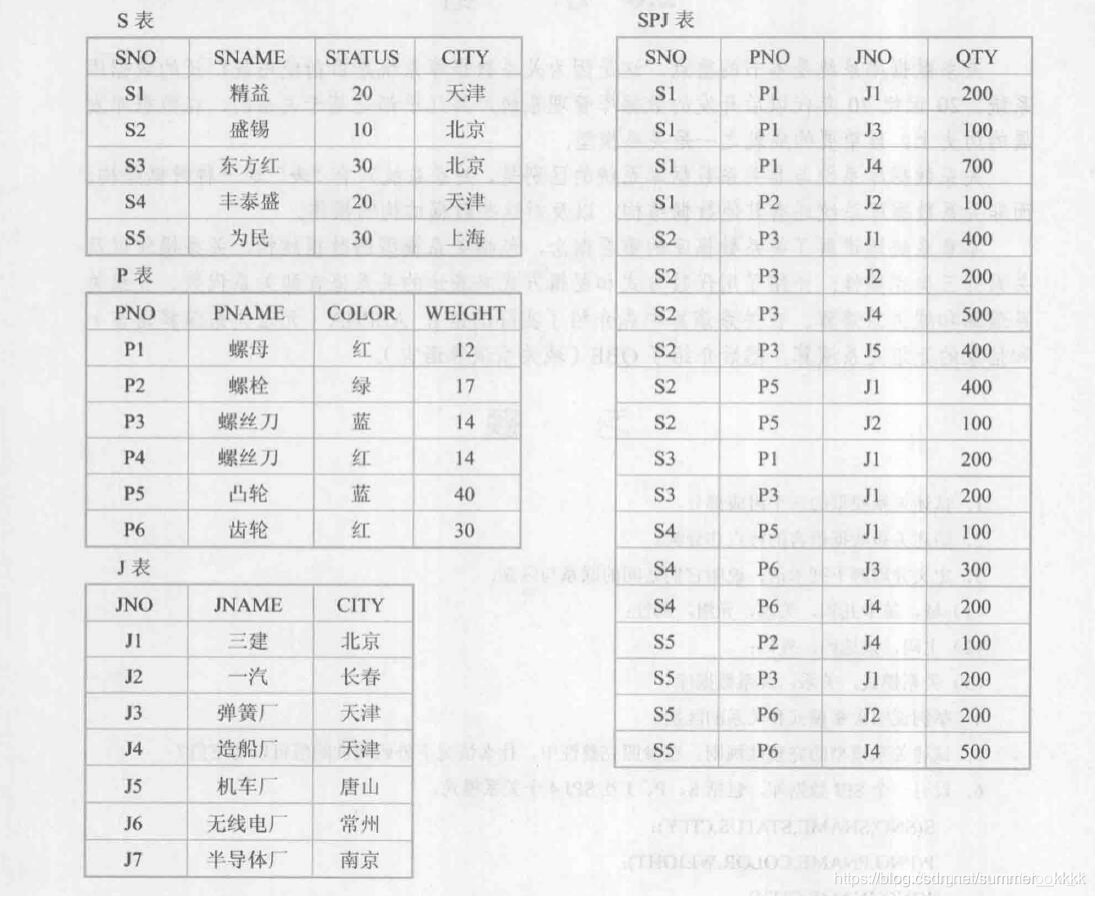 S 表
SNO SNAME STATUS CITY
S1 精益 20 天津
S2 盛锡 10 北京
S3 东方红 30 北京
S4 丰泰盛 20 天津
S5 为民 30 上海
P 表
PNO PNAME COLOR WEIGHT
P1 螺母 红 12
P2 螺栓 绿 17
P3 螺丝刀 蓝 14
P4 螺丝刀 红 14
P5 凸轮 蓝 40
P6 齿轮 红 30
J 表
JNO JNAME CITY
J1 三建 北京
J2 一汽 长春
J3 弹簧厂 天津
J4 造船厂 天津
J5 机车厂 唐山
J6 无线电厂 常州
J7 半导体厂 南京
SPJ 表
SNO PNO JNO QTY
S1 P1 J1 200
S1 P1 J3 100
S1 P1 J4 700
S1 P2 J2 100
S2 P3 J1 400
S2 P3 J2 200
S2 P3 J4 500
S2 P3 J5 400
S2 P5 J1 400
S2 P5 J2 100
S3 P1 J1 200
S3 P3 J1 200
S4 P5 J1 100
S4 P6 J3 300
S4 P6 J4 200
S5 P2 J4 100
S5 P3 J1 200
S5 P6 J2 200
S5 P6 J4 500